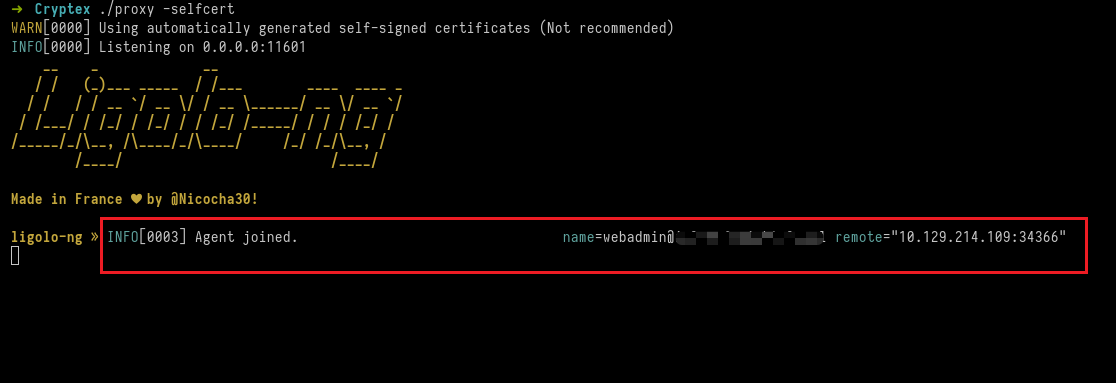 → Cryptex ./proxy -selfcert
WARN[0000] Using automatically generated self-signed certificates (Not recommended)
INFO[0000] Listening on 0.0.0.0:11601
Ligolo-ng
Made in France ♥ by @Nicocha30!
ligolo-ng » INFO[0003] Agent joined. name=webadmin@ remote="10.129.214.109:34366"